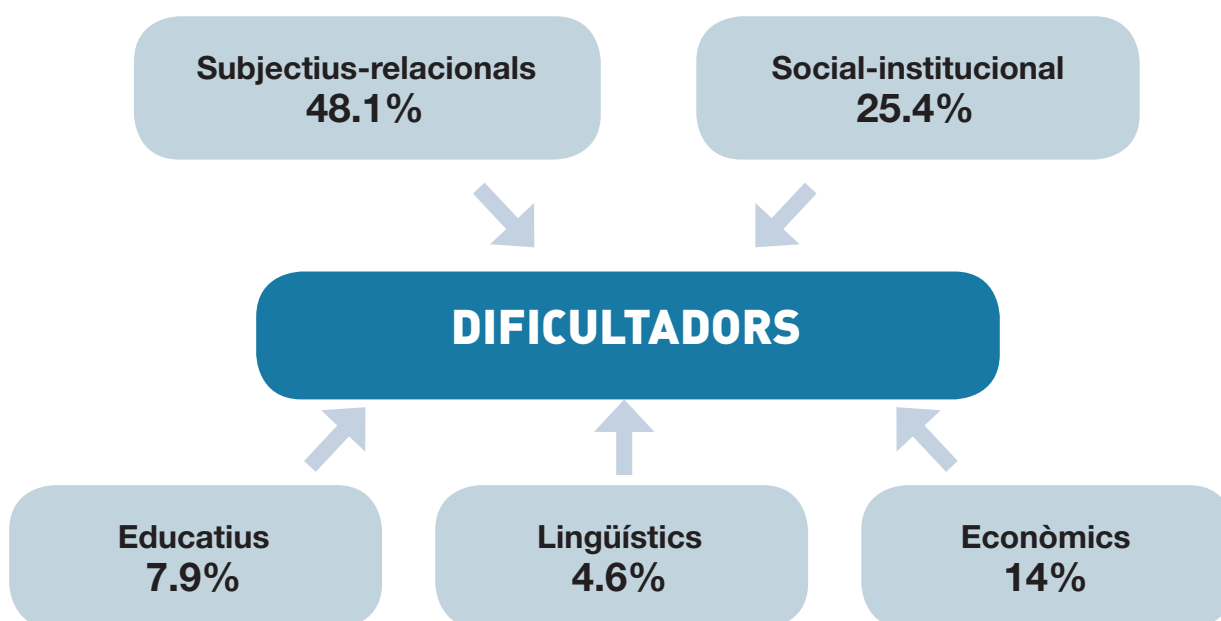 Subjectius-relacionals
48.1%
Social-institucional
25.4%
DIFICULTADORS
Educatius
7.9%
Lingüístics
4.6%
Econòmics
14%